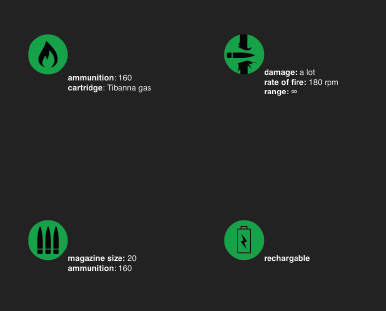 ammunition: 160
cartridge: Tibanna gas
damage: a lot
rate of fire: 180 rpm
range: ∞
magazine size: 20
ammunition: 160
rechargable